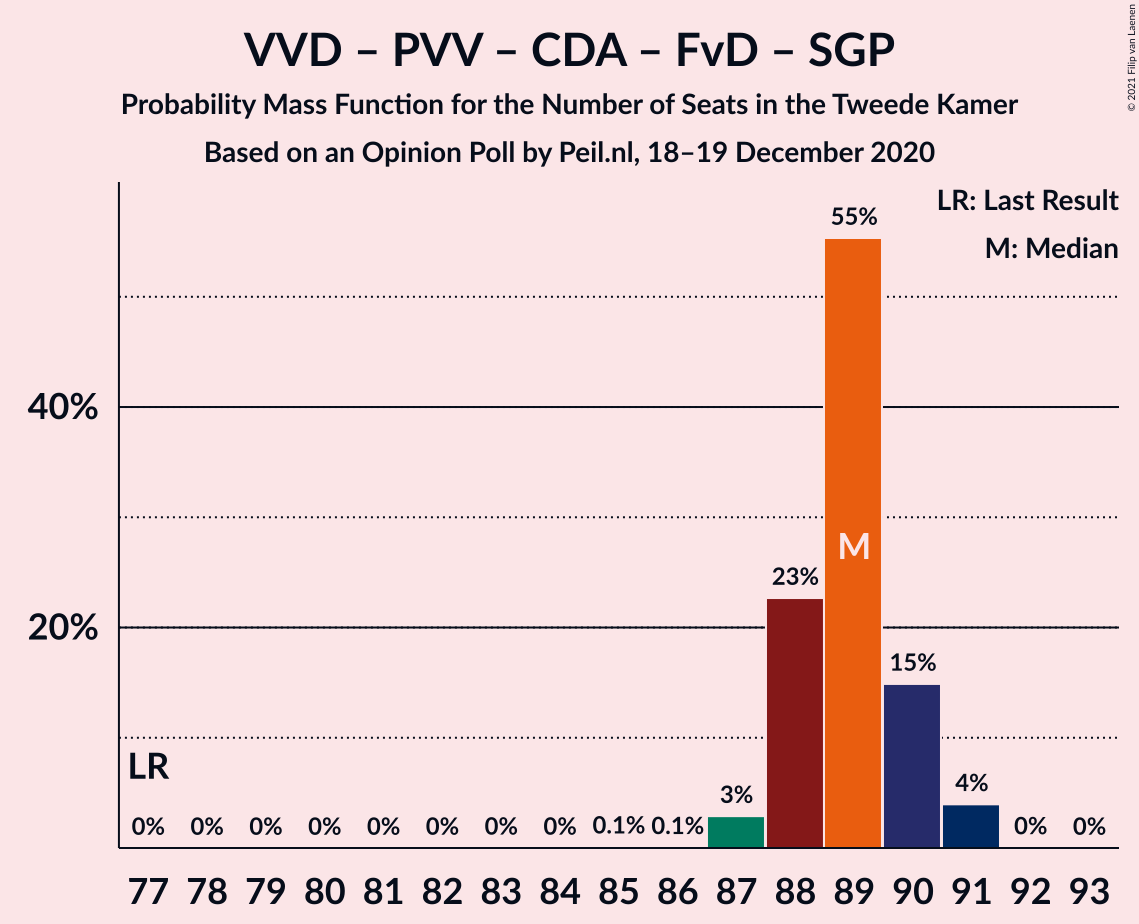 VVD – PVV – CDA – FvD – SGP
Probability Mass Function for the Number of Seats in the Tweede Kamer
Based on an Opinion Poll by Peil.nl, 18–19 December 2020
© 2021 Filip van Laenen
LR: Last Result
M: Median
55%
40%
M
23%
20%
15%
LR
4%
3%
0% 0% 0% 0% 0% 0% 0% 0% 0.1% 0.1% 0% 0%
77 78 79 80 81 82 83 84 85 86 87 88 89 90 91 92 93